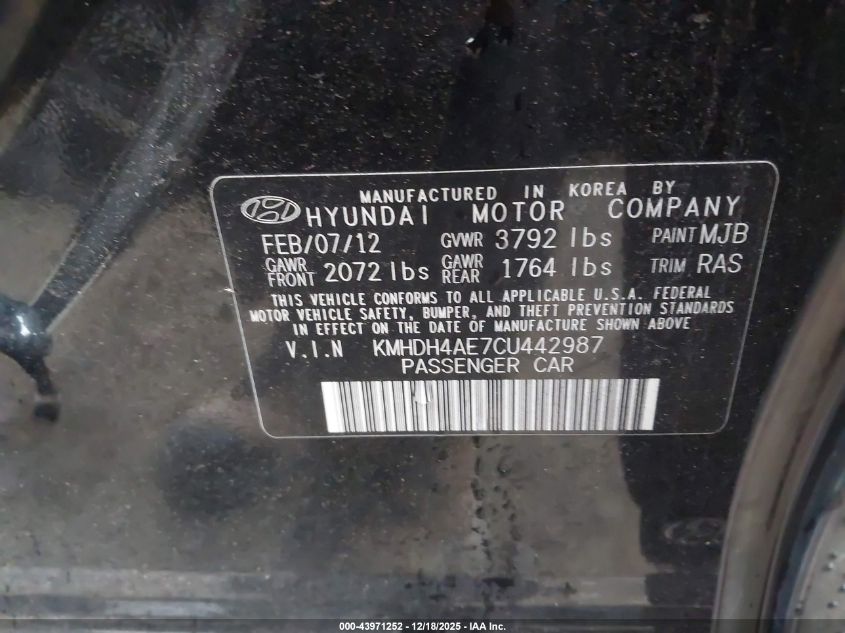 MANUFACTURED IN KOREA BY
HYUNDAI MOTOR COMPANY
FEB/07/12 GVWR 3792 lbs PAINT MJB
GAWR FRONT 2072 lbs GAWR REAR 1764 lbs TRIM RAS
THIS VEHICLE CONFORMS TO ALL APPLICABLE U.S.A. FEDERAL
MOTOR VEHICLE SAFETY, BUMPER, AND THEFT PREVENTION STANDARDS
IN EFFECT ON THE DATE OF MANUFACTURE SHOWN ABOVE
V.I.N KMHDH4AE7CU442987
PASSENGER CAR
000-43971252 | 12/18/2025 - IAA Inc.